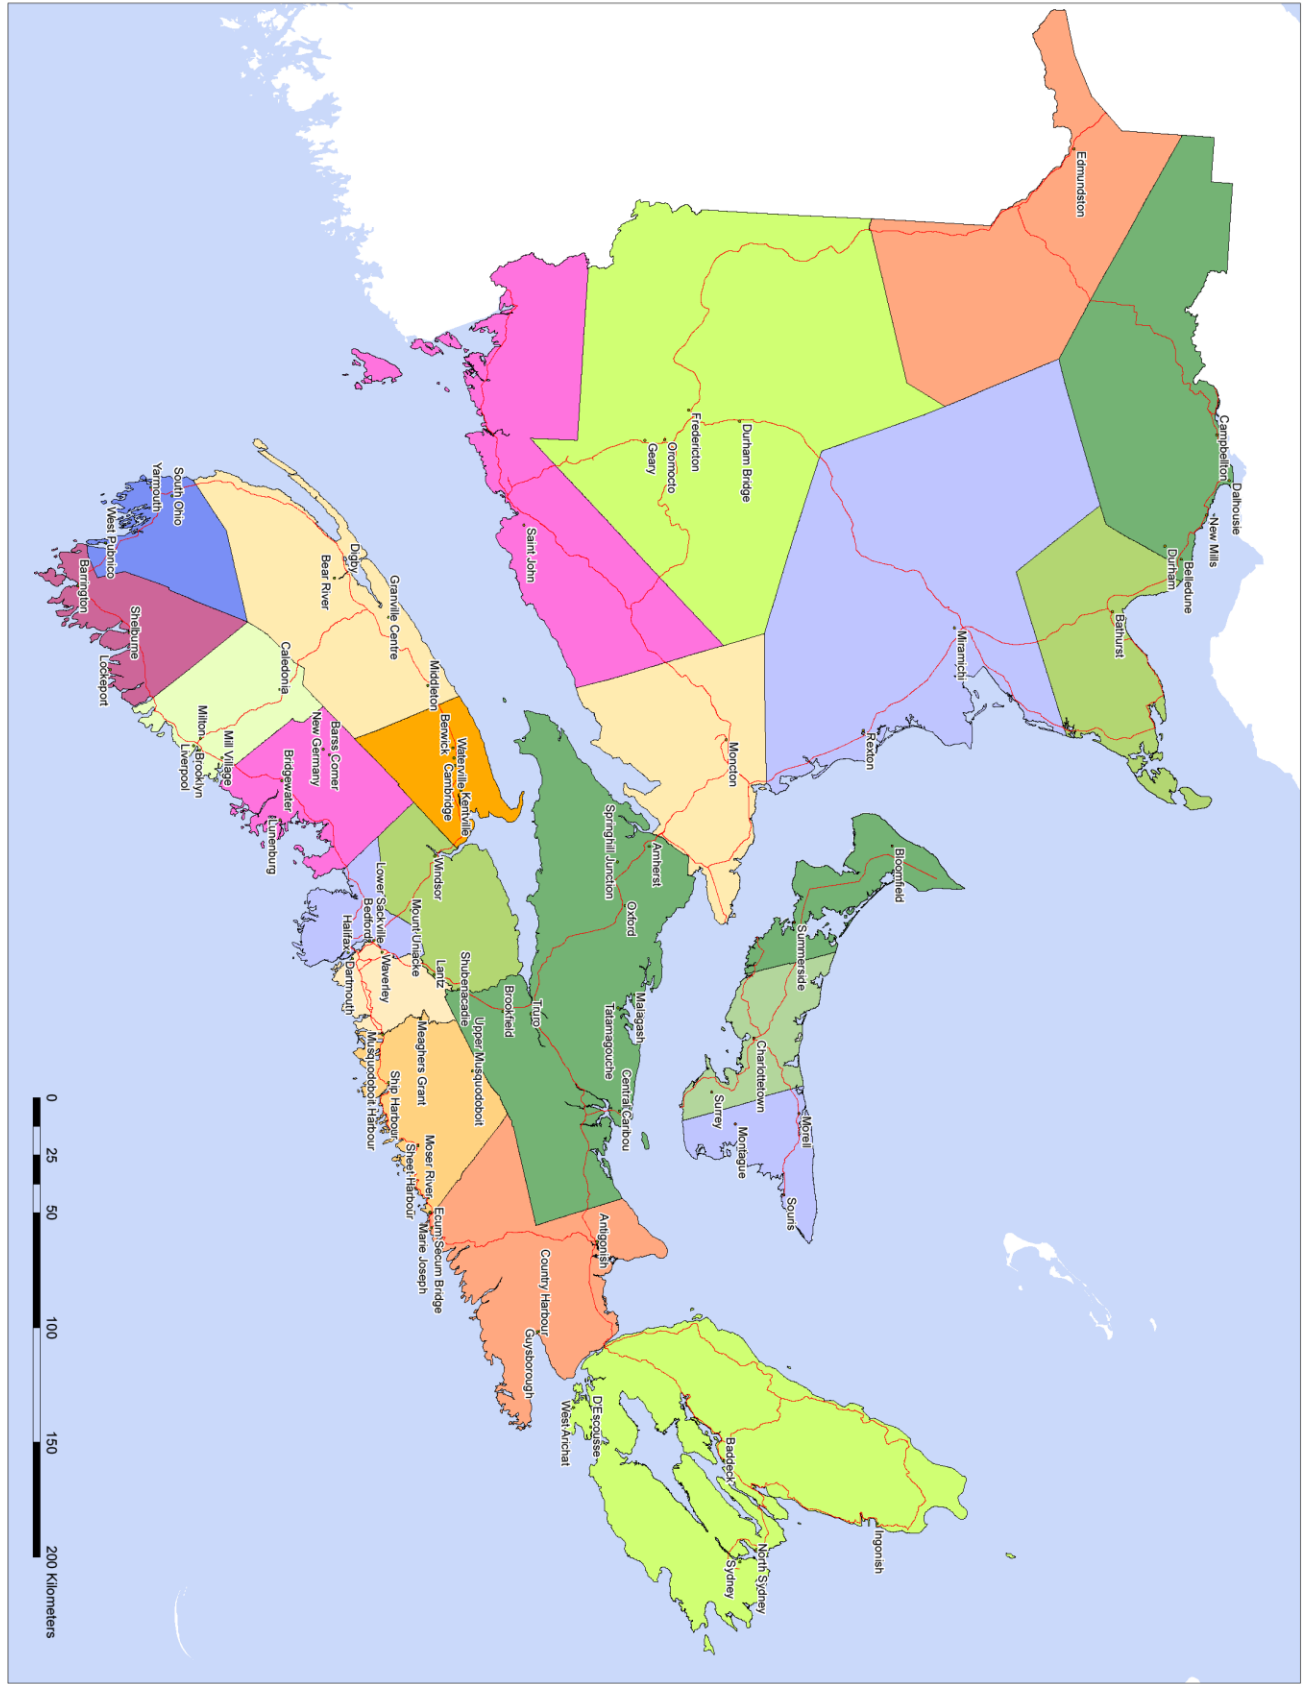 Edmundston
Campbellton
Dalhousie
New Mills
Belledune
Durham
Bathurst
Miramichi
Rexton
Durham Bridge
Fredericton
Oromocto
Geary
Saint John
Moncton
Bloomfield
Summerside
Charlottetown
Surrey
Morell
Montague
Souris
Amherst
Springhill Junction
Oxford
Malagash
Tatamagouche
Truro
Brookfield
Central Caribou
Antigonish
Country Harbour
Guysborough
D'Escousse
West Arichat
Baddeck
Ingonish
North Sydney
Sydney
South Ohio
Yarmouth
West Pubnico
Barrington
Shelburne
Lockeport
Digby
Bear River
Granville Centre
Middleton
Caledonia
Milton
Brooklyn
Liverpool
Mill Village
New Germany
Barss Corner
Bridgewater
Lunenburg
Berwick
Waterville
Cambridge
Kentville
Windsor
Mount Uniacke
Lower Sackville
Bedford
Halifax
Dartmouth
Waverley
Lantz
Shubenacadie
Upper Musquodoboit
Meaghers Grant
Musquodoboit Harbour
Ship Harbour
Sheet Harbour
Moser River
Ecum Secum Bridge
Marie Joseph
0 25 50 100 150 200 Kilometers